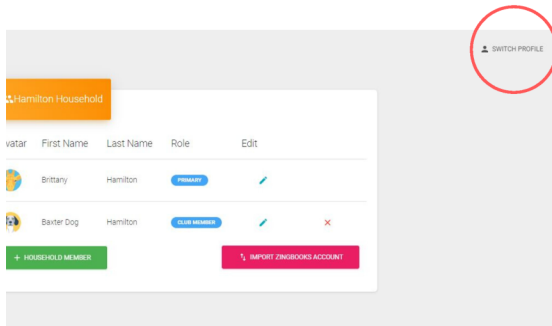 SWITCH PROFILE
Hamilton Household
First Name Last Name Role Edit
Brittany Hamilton PRIMARY
Baxter Dog Hamilton CLUB MEMBER
+ HOUSEHOLD MEMBER IMPORT ZINGBOOKS ACCOUNT